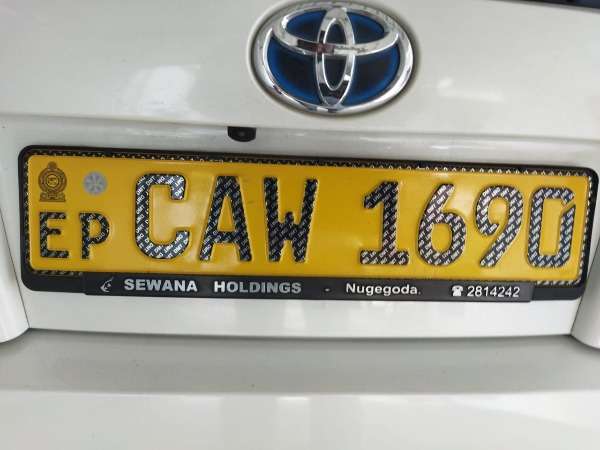 EP CAW 1690
SEWANA HOLDINGS - Nugegoda. ☎ 2814242